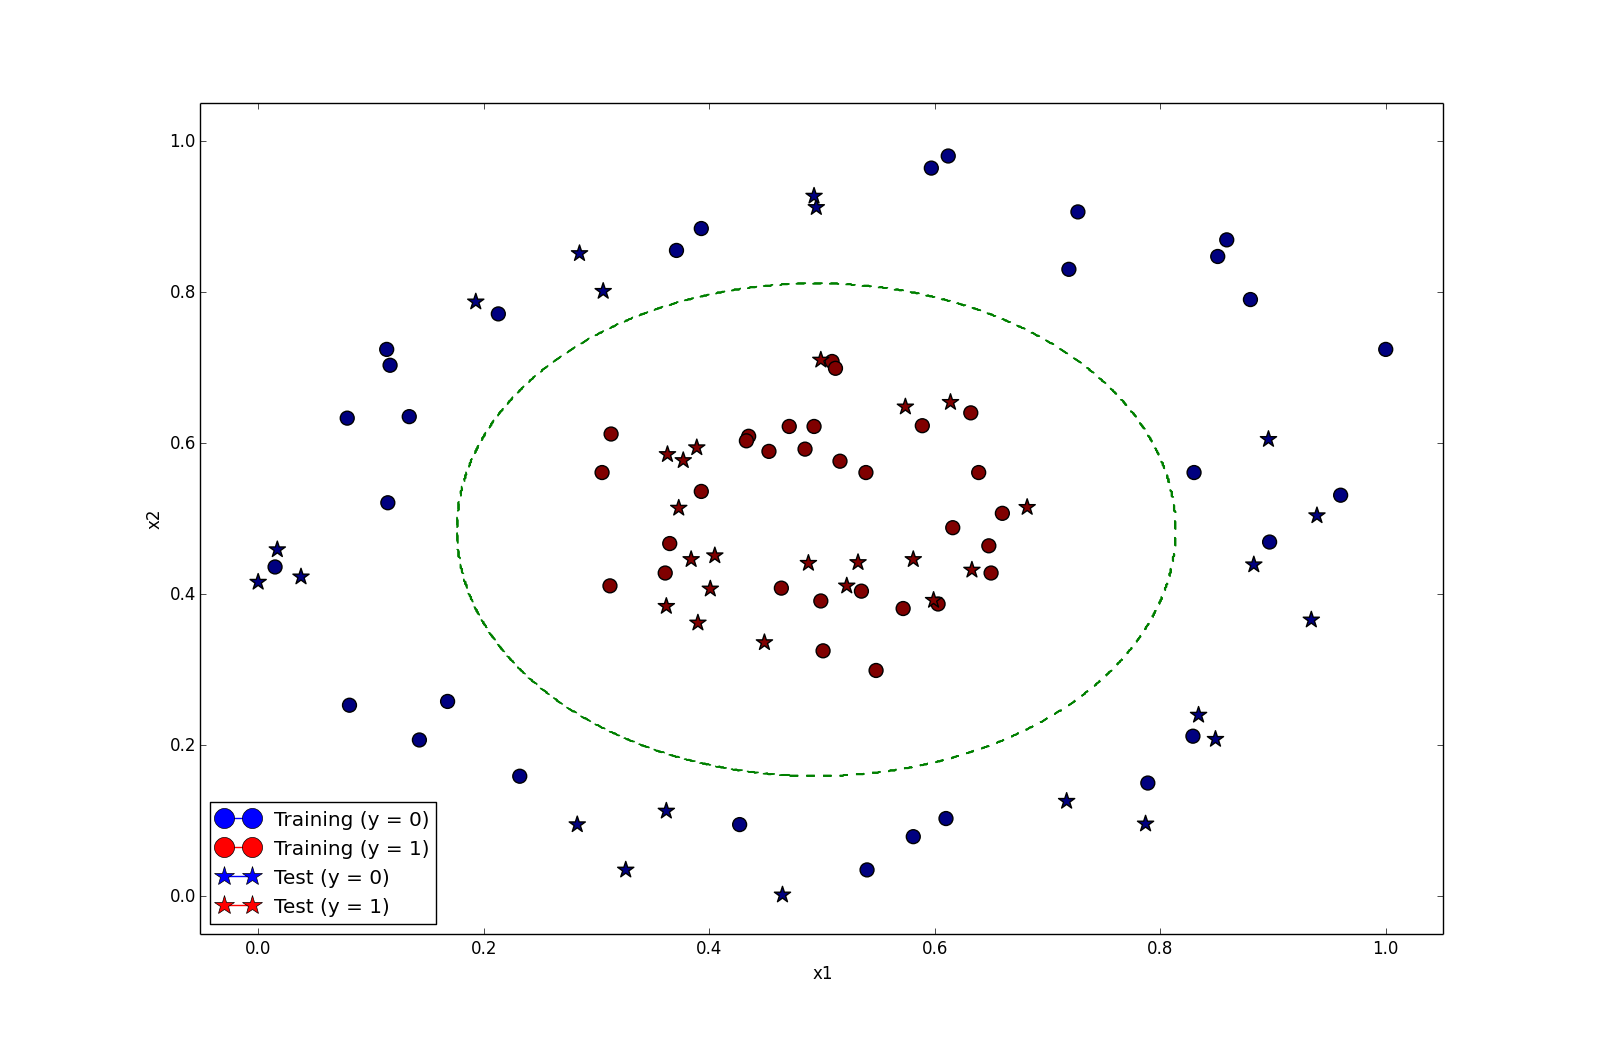 1.0
0.8
0.6
0.4
0.2
0.0
x2
Training (y = 0)
Training (y = 1)
Test (y = 0)
Test (y = 1)
0.0 0.2 0.4 0.6 0.8 1.0
x1